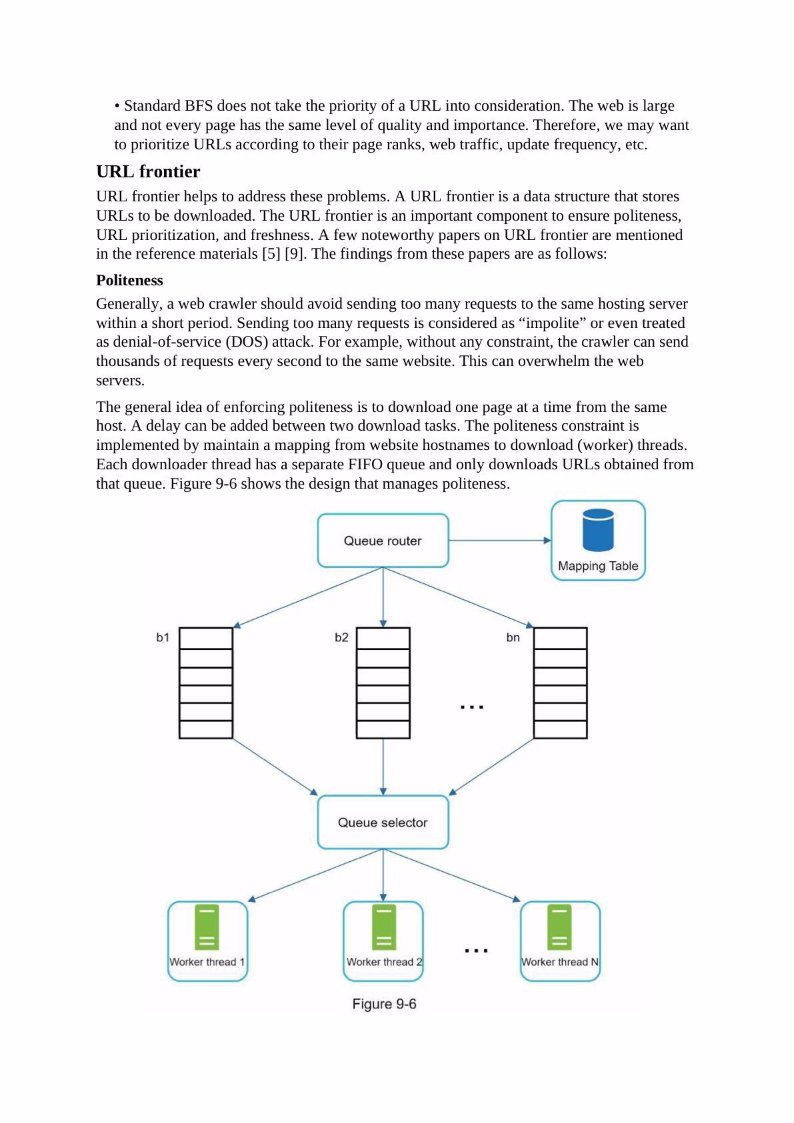 • Standard BFS does not take the priority of a URL into consideration. The web is large
and not every page has the same level of quality and importance. Therefore, we may want
to prioritize URLs according to their page ranks, web traffic, update frequency, etc.
URL frontier
URL frontier helps to address these problems. A URL frontier is a data structure that stores
URLs to be downloaded. The URL frontier is an important component to ensure politeness,
URL prioritization, and freshness. A few noteworthy papers on URL frontier are mentioned
in the reference materials [5] [9]. The findings from these papers are as follows:
Politeness
Generally, a web crawler should avoid sending too many requests to the same hosting server
within a short period. Sending too many requests is considered as “impolite” or even treated
as denial-of-service (DOS) attack. For example, without any constraint, the crawler can send
thousands of requests every second to the same website. This can overwhelm the web
servers.
The general idea of enforcing politeness is to download one page at a time from the same
host. A delay can be added between two download tasks. The politeness constraint is
implemented by maintain a mapping from website hostnames to download (worker) threads.
Each downloader thread has a separate FIFO queue and only downloads URLs obtained from
that queue. Figure 9-6 shows the design that manages politeness.
Queue router
Mapping Table
b1
b2
bn
...
Queue selector
Worker thread 1
Worker thread 2
...
Worker thread N
Figure 9-6